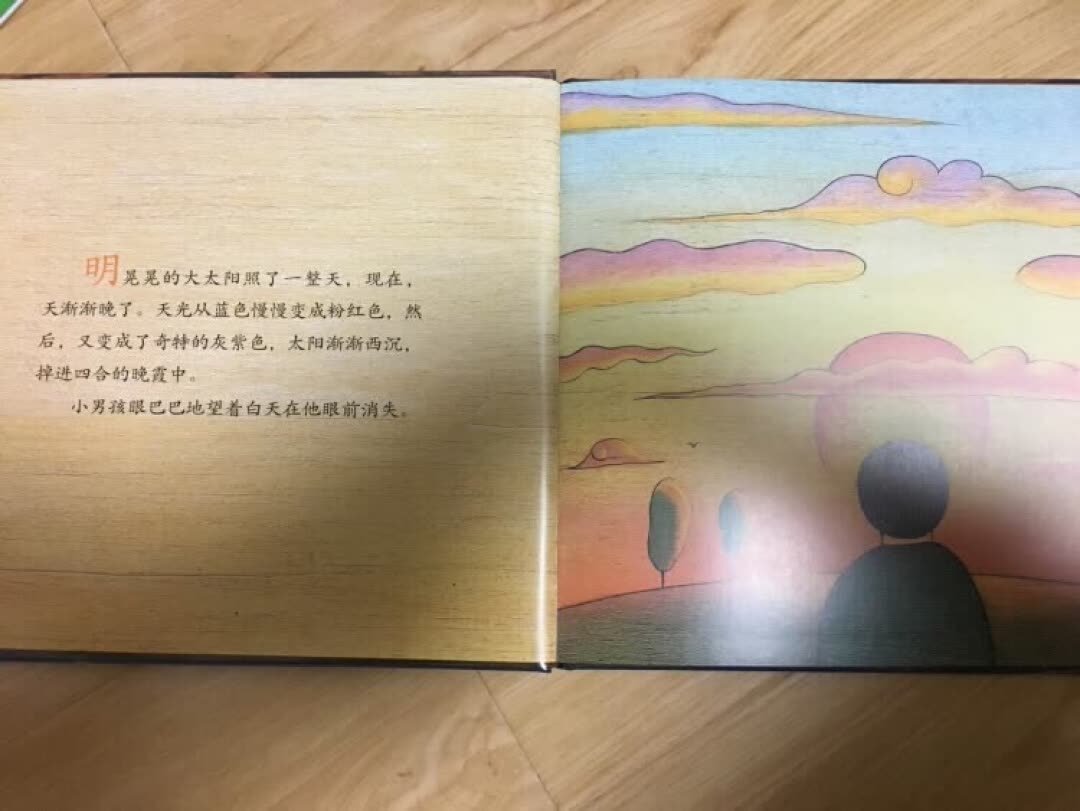 明晃晃的大太阳照了一整天，现在，
天渐渐晚了。天光从蓝色慢慢变成粉红色，然
后，又变成了奇特的灰紫色，太阳渐渐西沉，
掉进四合的晚霞中。
小男孩眼巴巴地望着白天在他眼前消失。